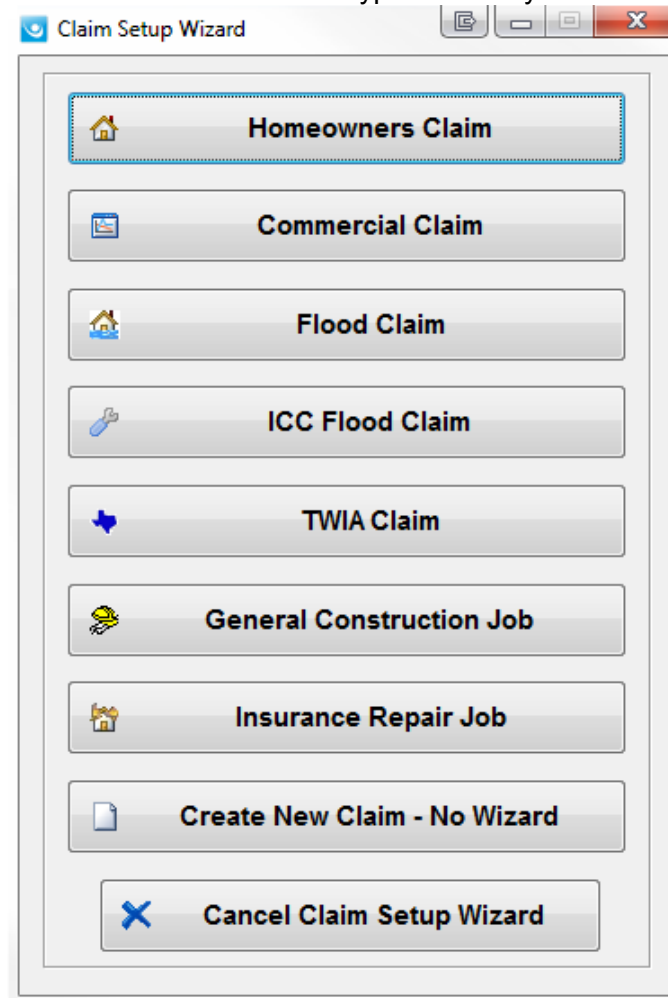 Claim Setup Wizard
Homeowners Claim
Commercial Claim
Flood Claim
ICC Flood Claim
TWIA Claim
General Construction Job
Insurance Repair Job
Create New Claim - No Wizard
Cancel Claim Setup Wizard